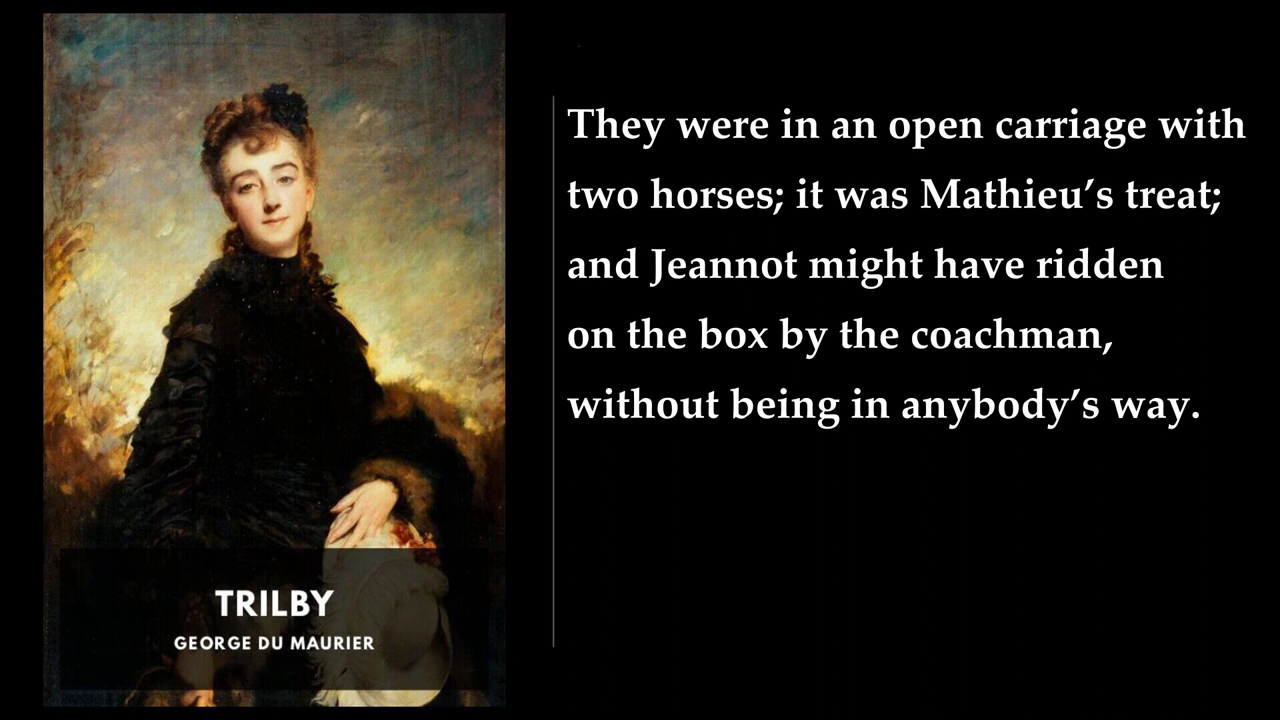 TRILBY
GEORGE DU MAURIER
They were in an open carriage with
two horses; it was Mathieu’s treat;
and Jeannot might have ridden
on the box by the coachman,
without being in anybody’s way.